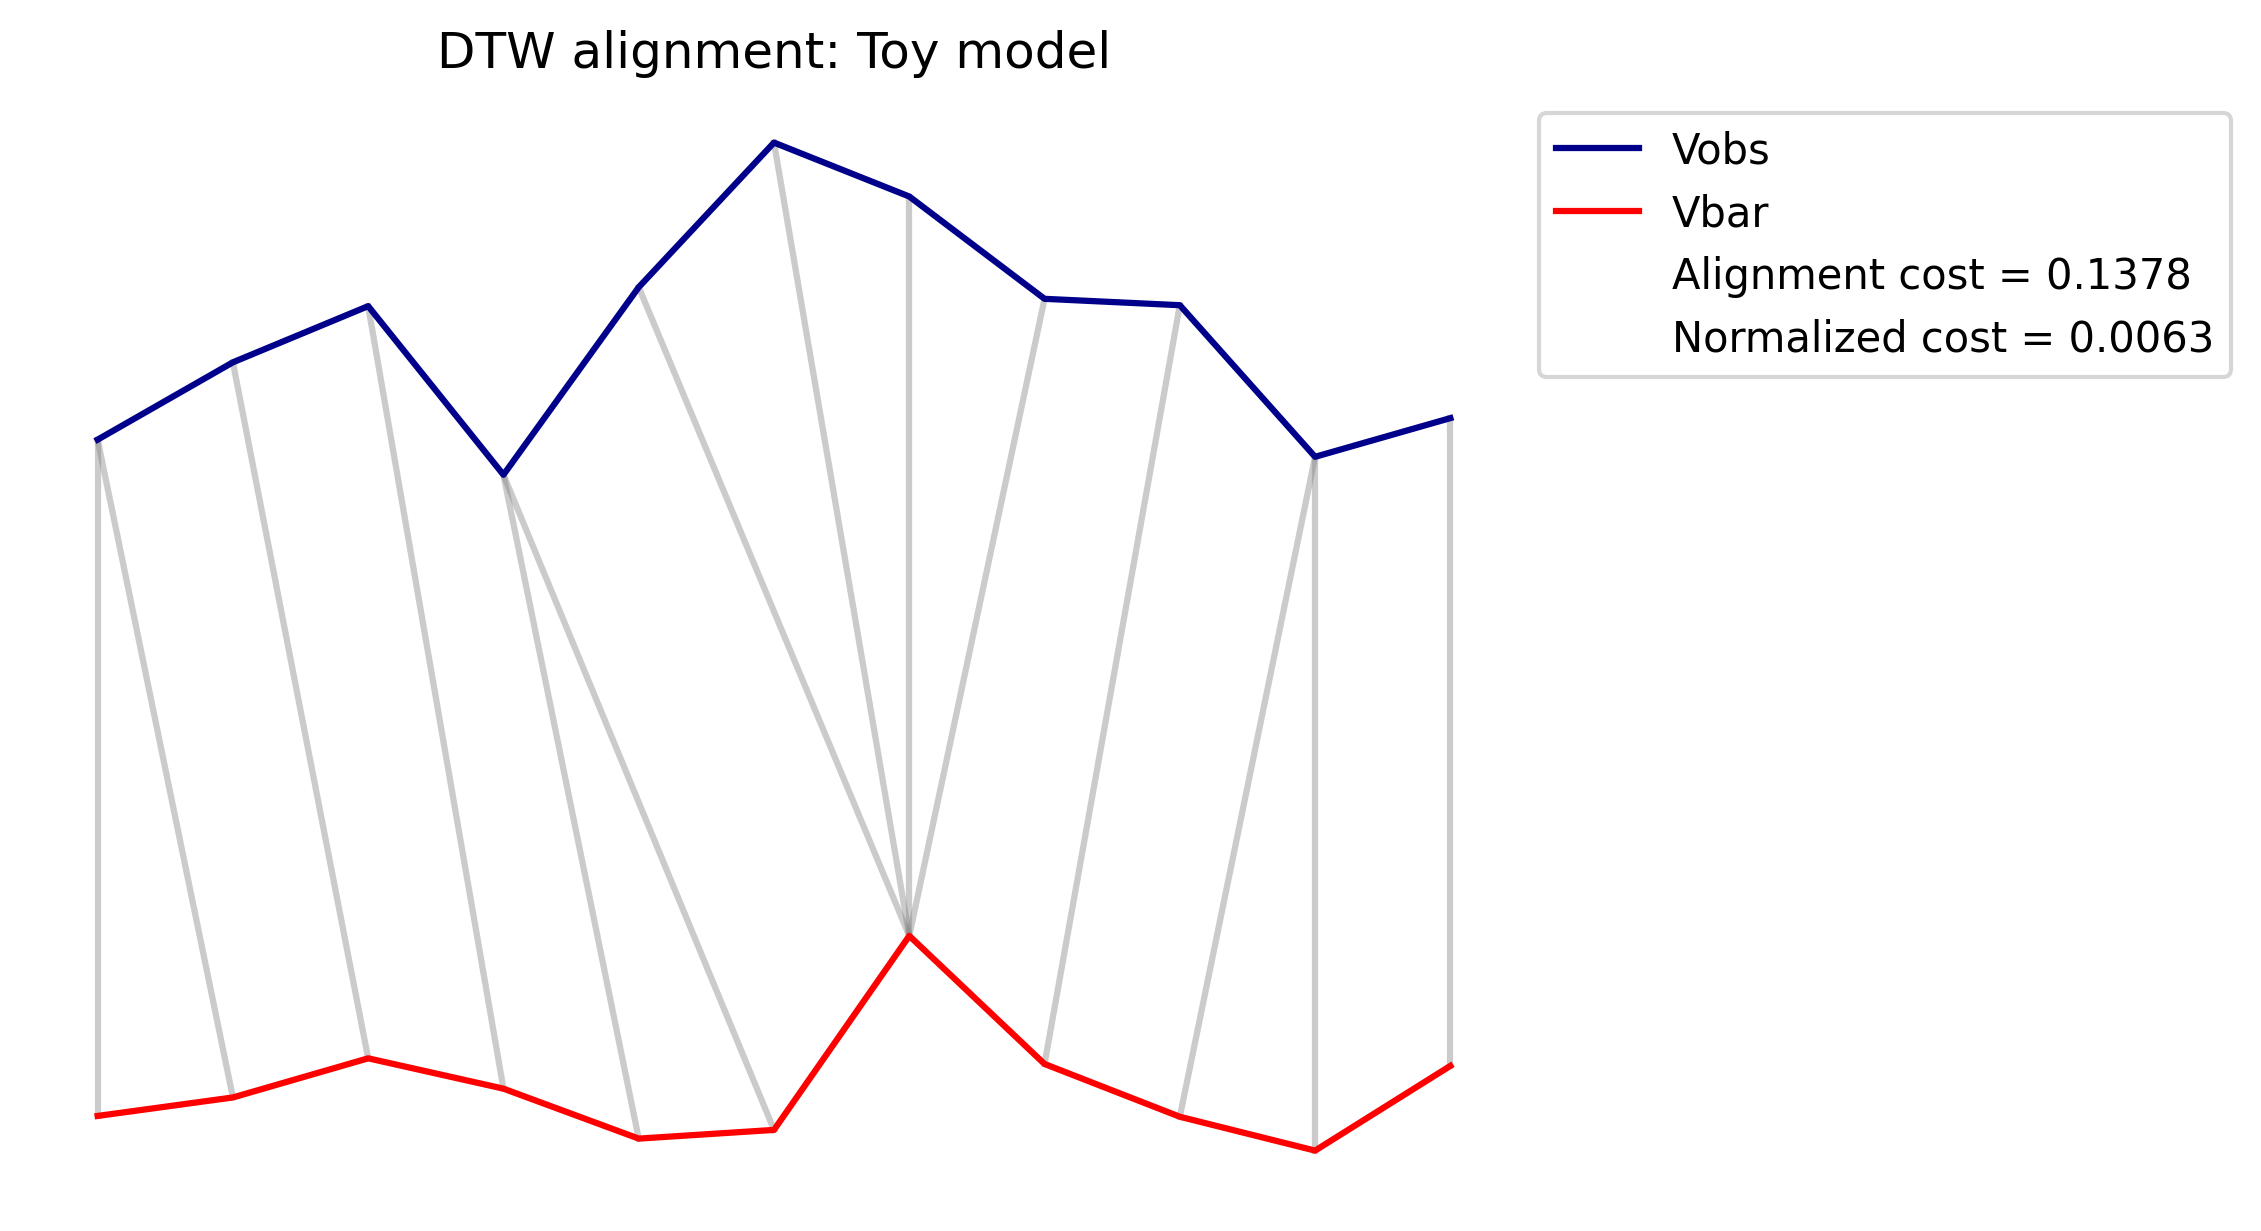 DTW alignment: Toy model
Vobs
Vbar
Alignment cost = 0.1378
Normalized cost = 0.0063